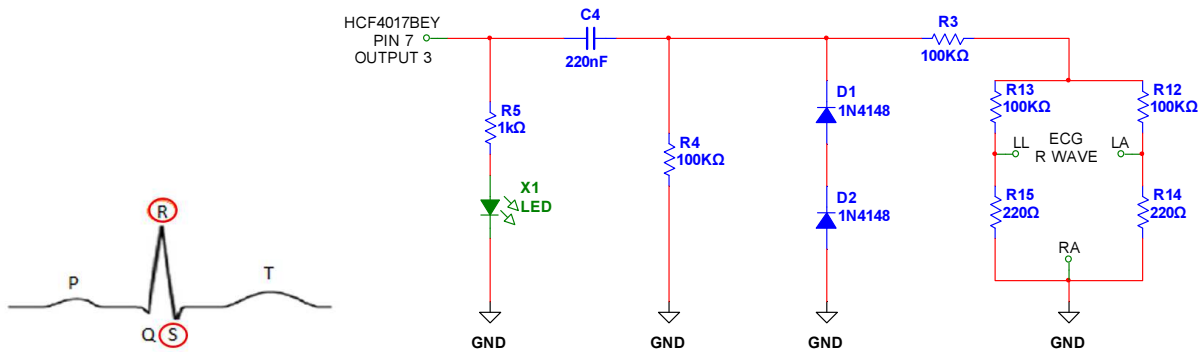 HCF4017BEY
PIN 7
OUTPUT 3
C4
220nF
R3
100KΩ
R5
1kΩ
X1
LED
R4
100KΩ
D1
1N4148
D2
1N4148
R13
100KΩ
R12
100KΩ
LL
ECG
R WAVE
LA
R15
220Ω
R14
220Ω
RA
GND
GND
GND
GND
R
P
T
Q
S